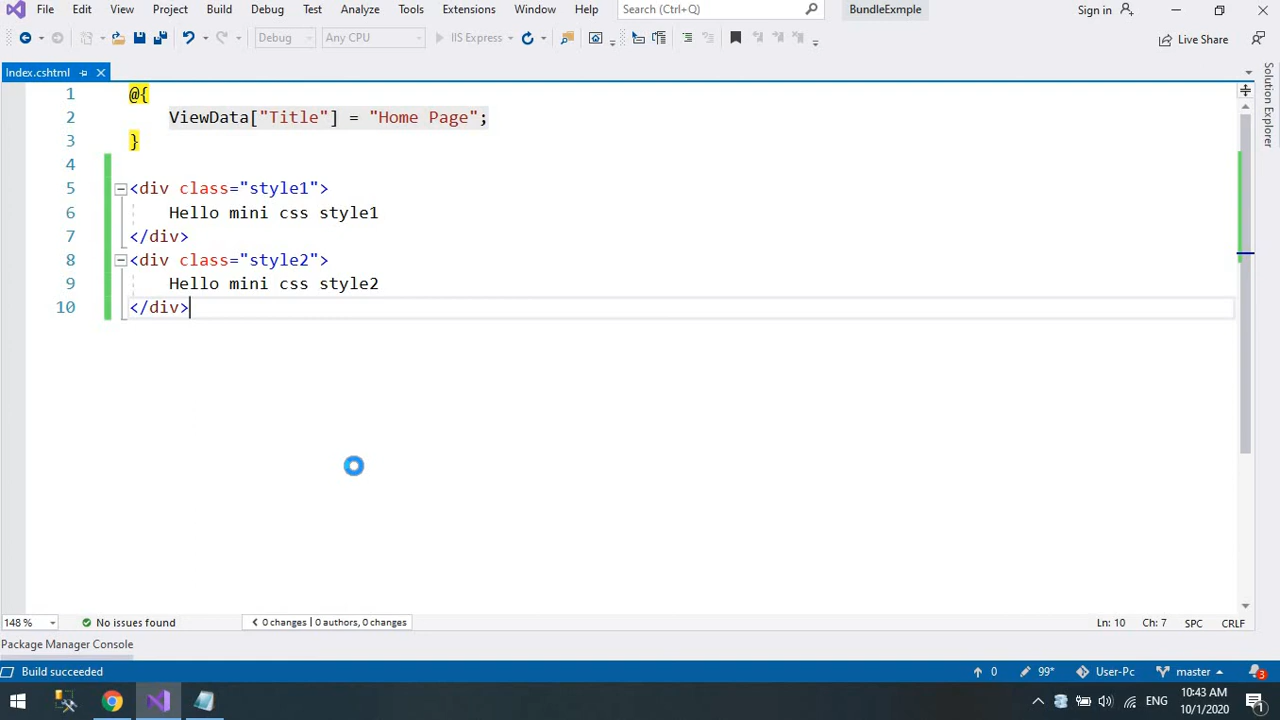 File Edit View Project Build Debug Test Analyze Tools Extensions Window Help Search (Ctrl+Q) BundleExmple Sign in
Debug Any CPU IIS Express Live Share
Index.cshtml
Solution Explorer
1 @{
2 ViewData["Title"] = "Home Page";
3 }
4
5 <div class="style1">
6 Hello mini css style1
7 </div>
8 <div class="style2">
9 Hello mini css style2
10 </div>
148 % No issues found 0 changes | 0 authors, 0 changes Ln: 10 Ch: 7 SPC CRLF
Package Manager Console
Build succeeded 0 99* User-Pc master 3
ENG 10:43 AM
10/1/2020 1